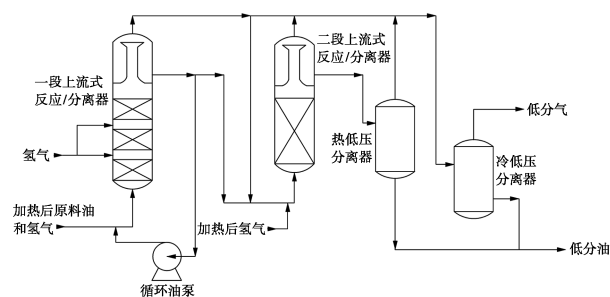 一段上流式
反应/分离器
氢气
加热后原料油
和氢气
循环油泵
二段上流式
反应/分离器
加热后氢气
热低压
分离器
低分气
冷低压
分离器
低分油